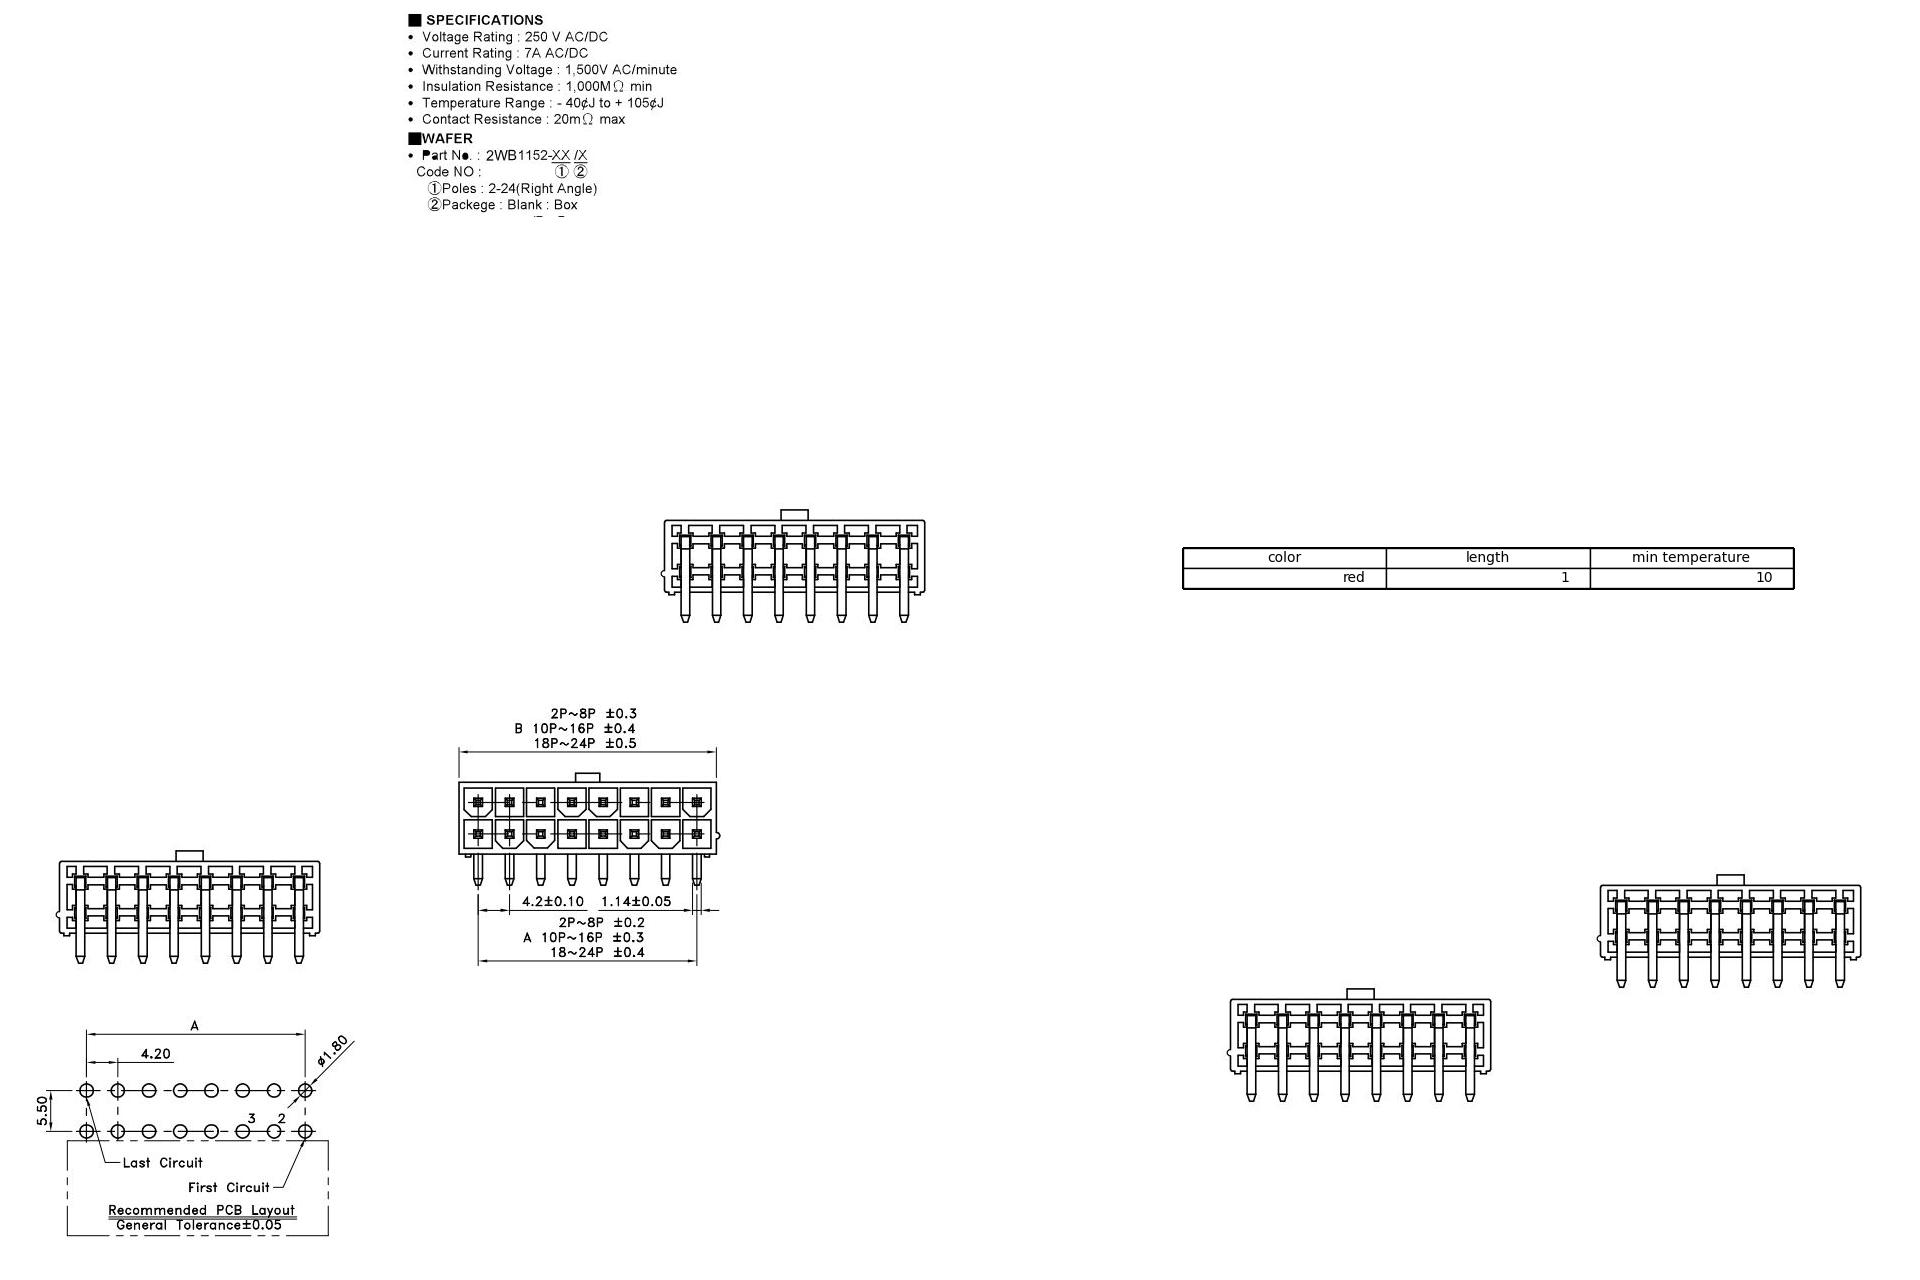 ■ SPECIFICATIONS
• Voltage Rating : 250 V AC/DC
• Current Rating : 7A AC/DC
• Withstanding Voltage : 1,500V AC/minute
• Insulation Resistance : 1,000MΩ min
• Temperature Range : - 40¢J to + 105¢J
• Contact Resistance : 20mΩ max
■WAFER
• Part No. : 2WB1152-XX /X
Code NO : ① ②
①Poles : 2-24(Right Angle)
②Packege : Blank : Box
color length min temperature
red 1 10
2P~8P ±0.3
B 10P~16P ±0.4
18P~24P ±0.5
4.2±0.10 1.14±0.05
2P~8P ±0.2
A 10P~16P ±0.3
18~24P ±0.4
A
4.20
ø1.80
5.50
3 2
Last Circuit
First Circuit
Recommended PCB Layout
General Tolerance±0.05